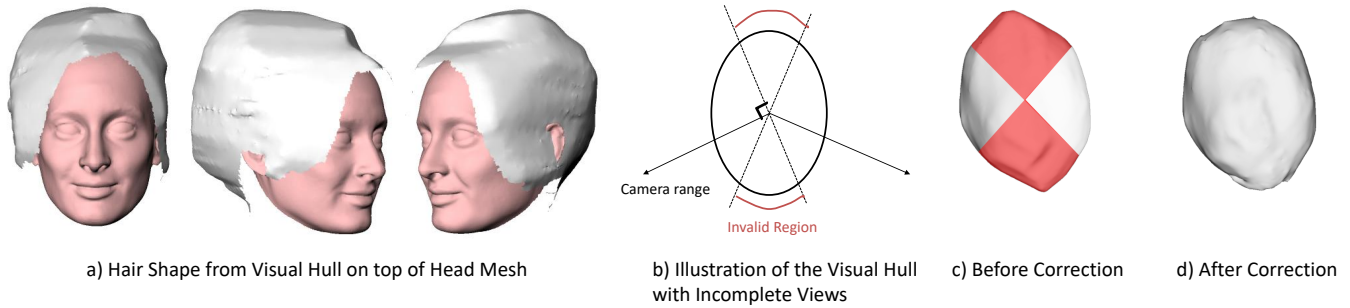 Camera range
Invalid Region
a) Hair Shape from Visual Hull on top of Head Mesh
b) Illustration of the Visual Hull
with Incomplete Views
c) Before Correction
d) After Correction